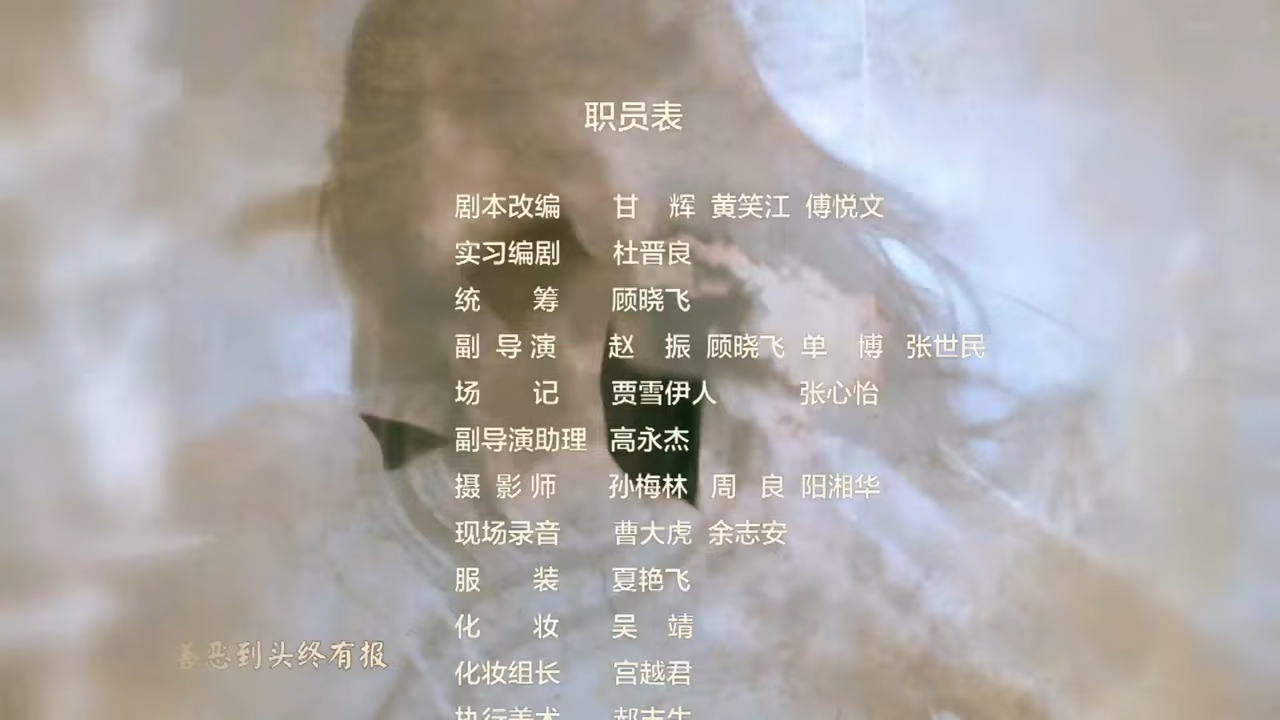 职员表
剧本改编 甘 辉 黄笑江 傅悦文
实习编剧 杜晋良
统 筹 顾晓飞
副 导 演 赵 振 顾晓飞 单 博 张世民
场 记 贾雪伊人 张心怡
副导演助理 高永杰
摄 影 师 孙梅林 周 良 阳湘华
现场录音 曹大虎 余志安
服 装 夏艳飞
化 妆 吴 靖
善恶到头终有报
化妆组长 宫越君
执行美术